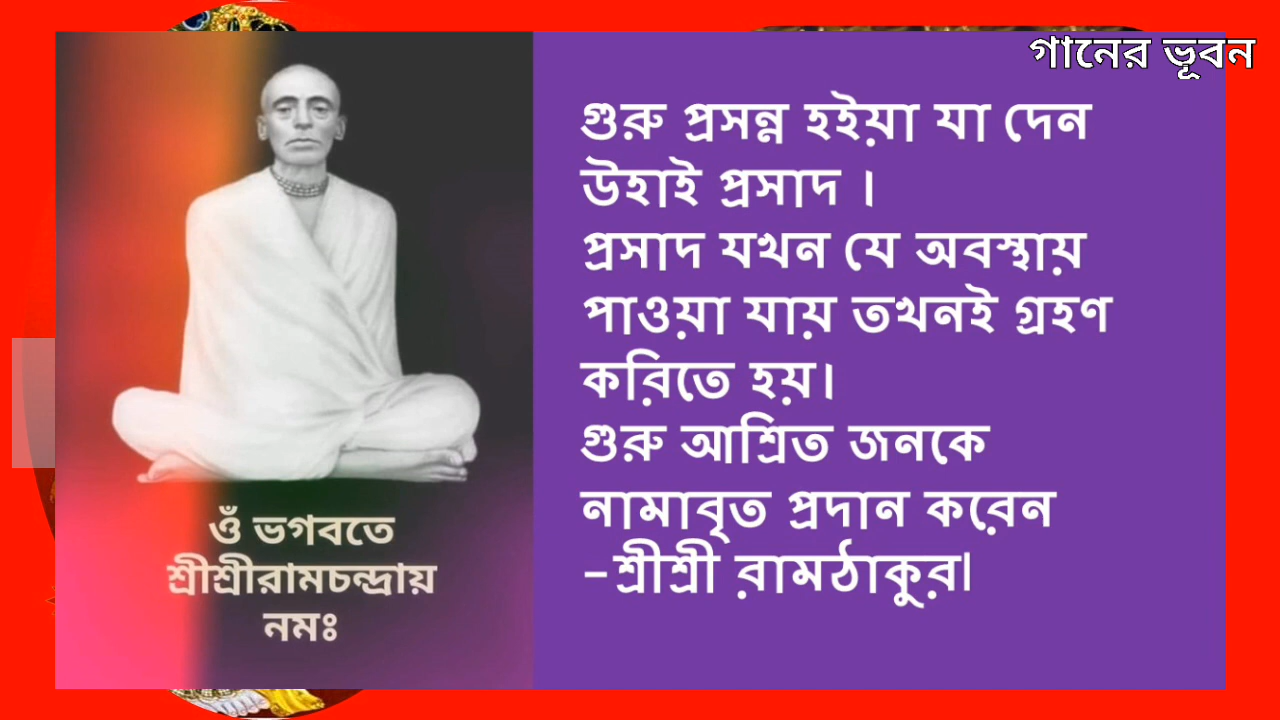 গানের ভূবন
গুরু প্রসন্ন হইয়া যা দেন
উহাই প্রসাদ ।
প্রসাদ যখন যে অবস্থায়
পাওয়া যায় তখনই গ্রহণ
করিতে হয়।
গুরু আশ্রিত জনকে
নামাবৃত প্রদান করেন
-শ্রীশ্রী রামঠাকুর।
ওঁ ভগবতে
শ্রীশ্রীরামচন্দ্রায়
নমঃ